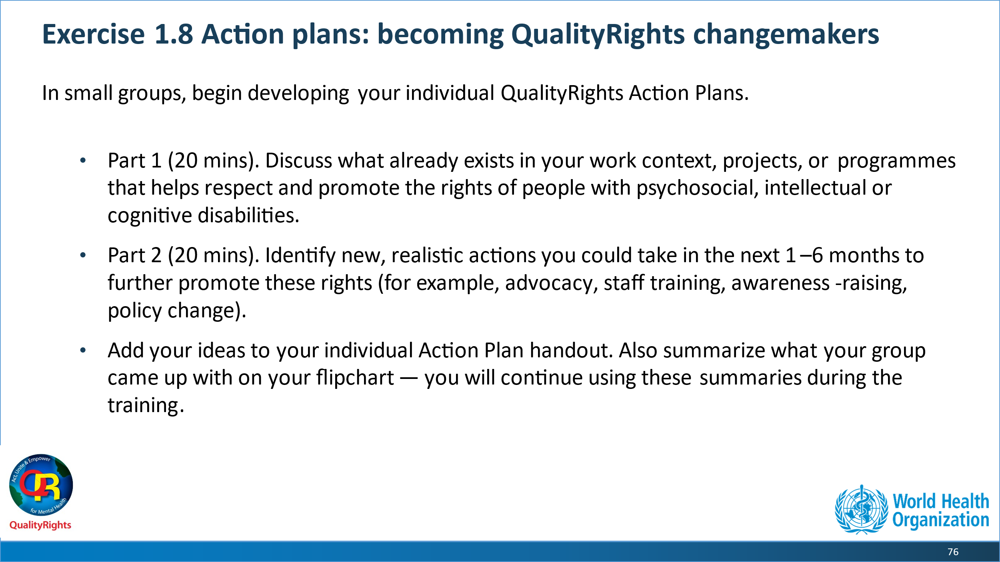 Exercise 1.8 Action plans: becoming QualityRights changemakers
In small groups, begin developing your individual QualityRights Action Plans.
• Part 1 (20 mins). Discuss what already exists in your work context, projects, or programmes
that helps respect and promote the rights of people with psychosocial, intellectual or
cognitive disabilities.
• Part 2 (20 mins). Identify new, realistic actions you could take in the next 1–6 months to
further promote these rights (for example, advocacy, staff training, awareness -raising,
policy change).
• Add your ideas to your individual Action Plan handout. Also summarize what your group
came up with on your flipchart — you will continue using these summaries during the
training.
Act, Unite & Empower
QR
for Mental Health
QualityRights
World Health
Organization
76